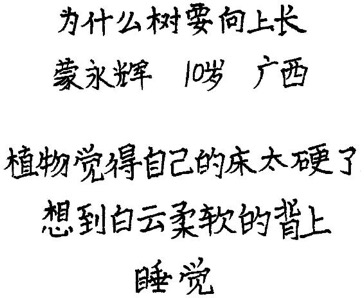 为什么树要向上长
蒙永辉 10岁 广西
植物觉得自己的床太硬了
想到白云柔软的背上
睡觉